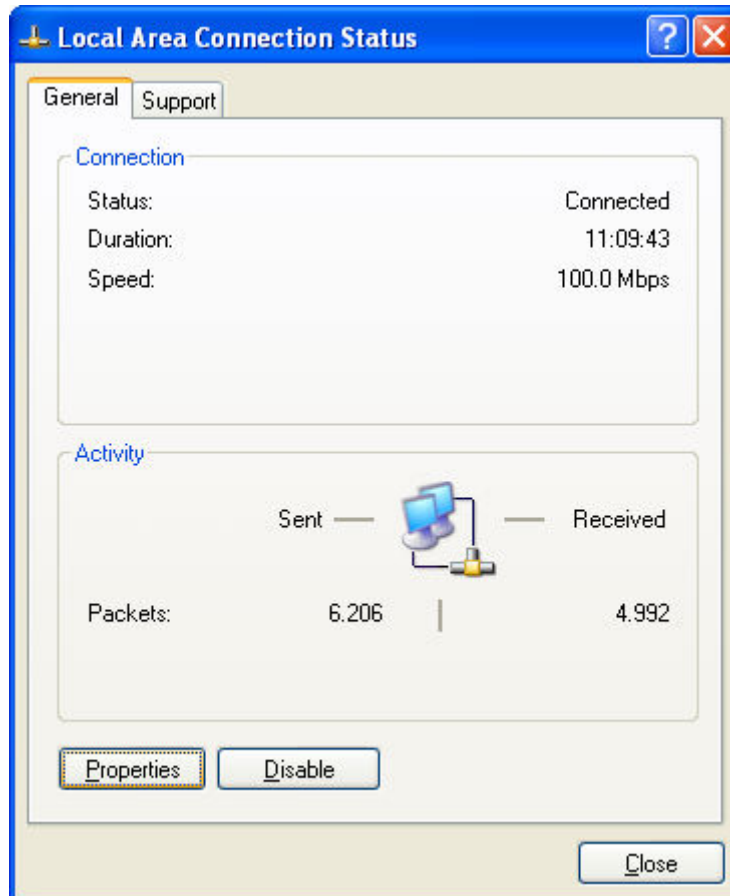 Local Area Connection Status
General Support
Connection
Status: Connected
Duration: 11:09:43
Speed: 100.0 Mbps
Activity
Sent Received
Packets: 6.206 4.992
Properties Disable
Close